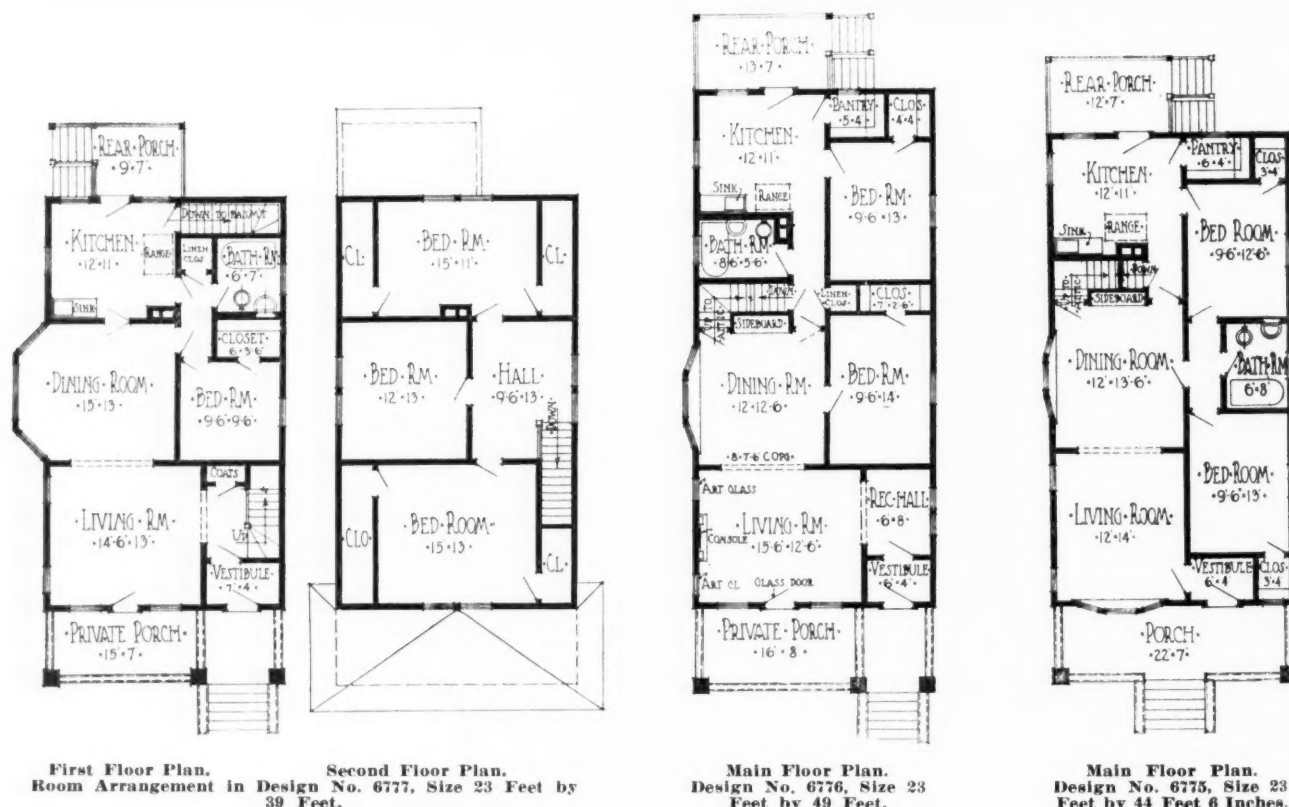 ·REAR·PORCH·
·9·7·
DOWN TO BASM'T
·KITCHEN·
·12·11·
RANGE
LINEN
CLOS
·BATH·RM·
·6'·7'·
SINK
·CLOSET·
·DINING·ROOM·
·15'·13'·
·BED·RM·
·9'·6"·9'·6"·
COATS
·LIVING·RM·
·14'·6"·13'·
UP
·VESTIBULE·
·7'·4'·
·PRIVATE PORCH·
·15'·7'·
·BED·RM·
·15'·11'·
CL
CL
·BED·RM·
·12'·13'·
·HALL·
·9'·6"·13'·
DOWN
·BED·ROOM·
·15'·13'·
CLO
CL
First Floor Plan.
Second Floor Plan.
Room Arrangement in Design No. 6777, Size 23 Feet by
39 Feet.
·REAR·PORCH·
·13·7·
·PANTRY·
·5·4·
·CLOS·
·4'·4'·
·KITCHEN·
·12·11·
SINK
RANGE
·BED·RM·
·9'·6"·13'·
·BATH·RM·
·8'·6"·5'·6"·
UP TO
ATTIC
DOWN
LINEN
CLOS
·CLOS·
·7'·2'·6"·
SIDEBOARD
·DINING·RM·
·12'·12'·6"·
·BED·RM·
·9'·6"·14'·
·8'·7'·6" C.OPG·
ART GLASS
CONSOLE
·LIVING·RM·
·15'·6"·12'·6"·
·REC·HALL·
·6'·8'·
ART GL
GLASS DOOR
·VESTIBULE·
·6'·4'·
·PRIVATE PORCH·
·16'·8'·
Main Floor Plan.
Design No. 6776, Size 23
Feet by 49 Feet.
·REAR·PORCH·
·12'·7'·
·PANTRY·
·6'·4'·
·CLOS·
·3'·4'·
·KITCHEN·
·12'·11'·
SINK
RANGE
·BED ROOM·
·9'·6"·12'·6"·
UP TO
ATTIC
DOWN
SIDEBOARD
·DINING·ROOM·
·12'·13'·6"·
·BATH·RM·
·6'·8'·
·BED·ROOM·
·9'·6"·13'·
·LIVING·ROOM·
·12'·14'·
·VESTIBULE·
·6'·4'·
·CLOS·
·3'·4'·
·PORCH·
·22'·7'·
Main Floor Plan.
Design No. 6775, Size 23
Feet by 44 Feet 6 Inches.